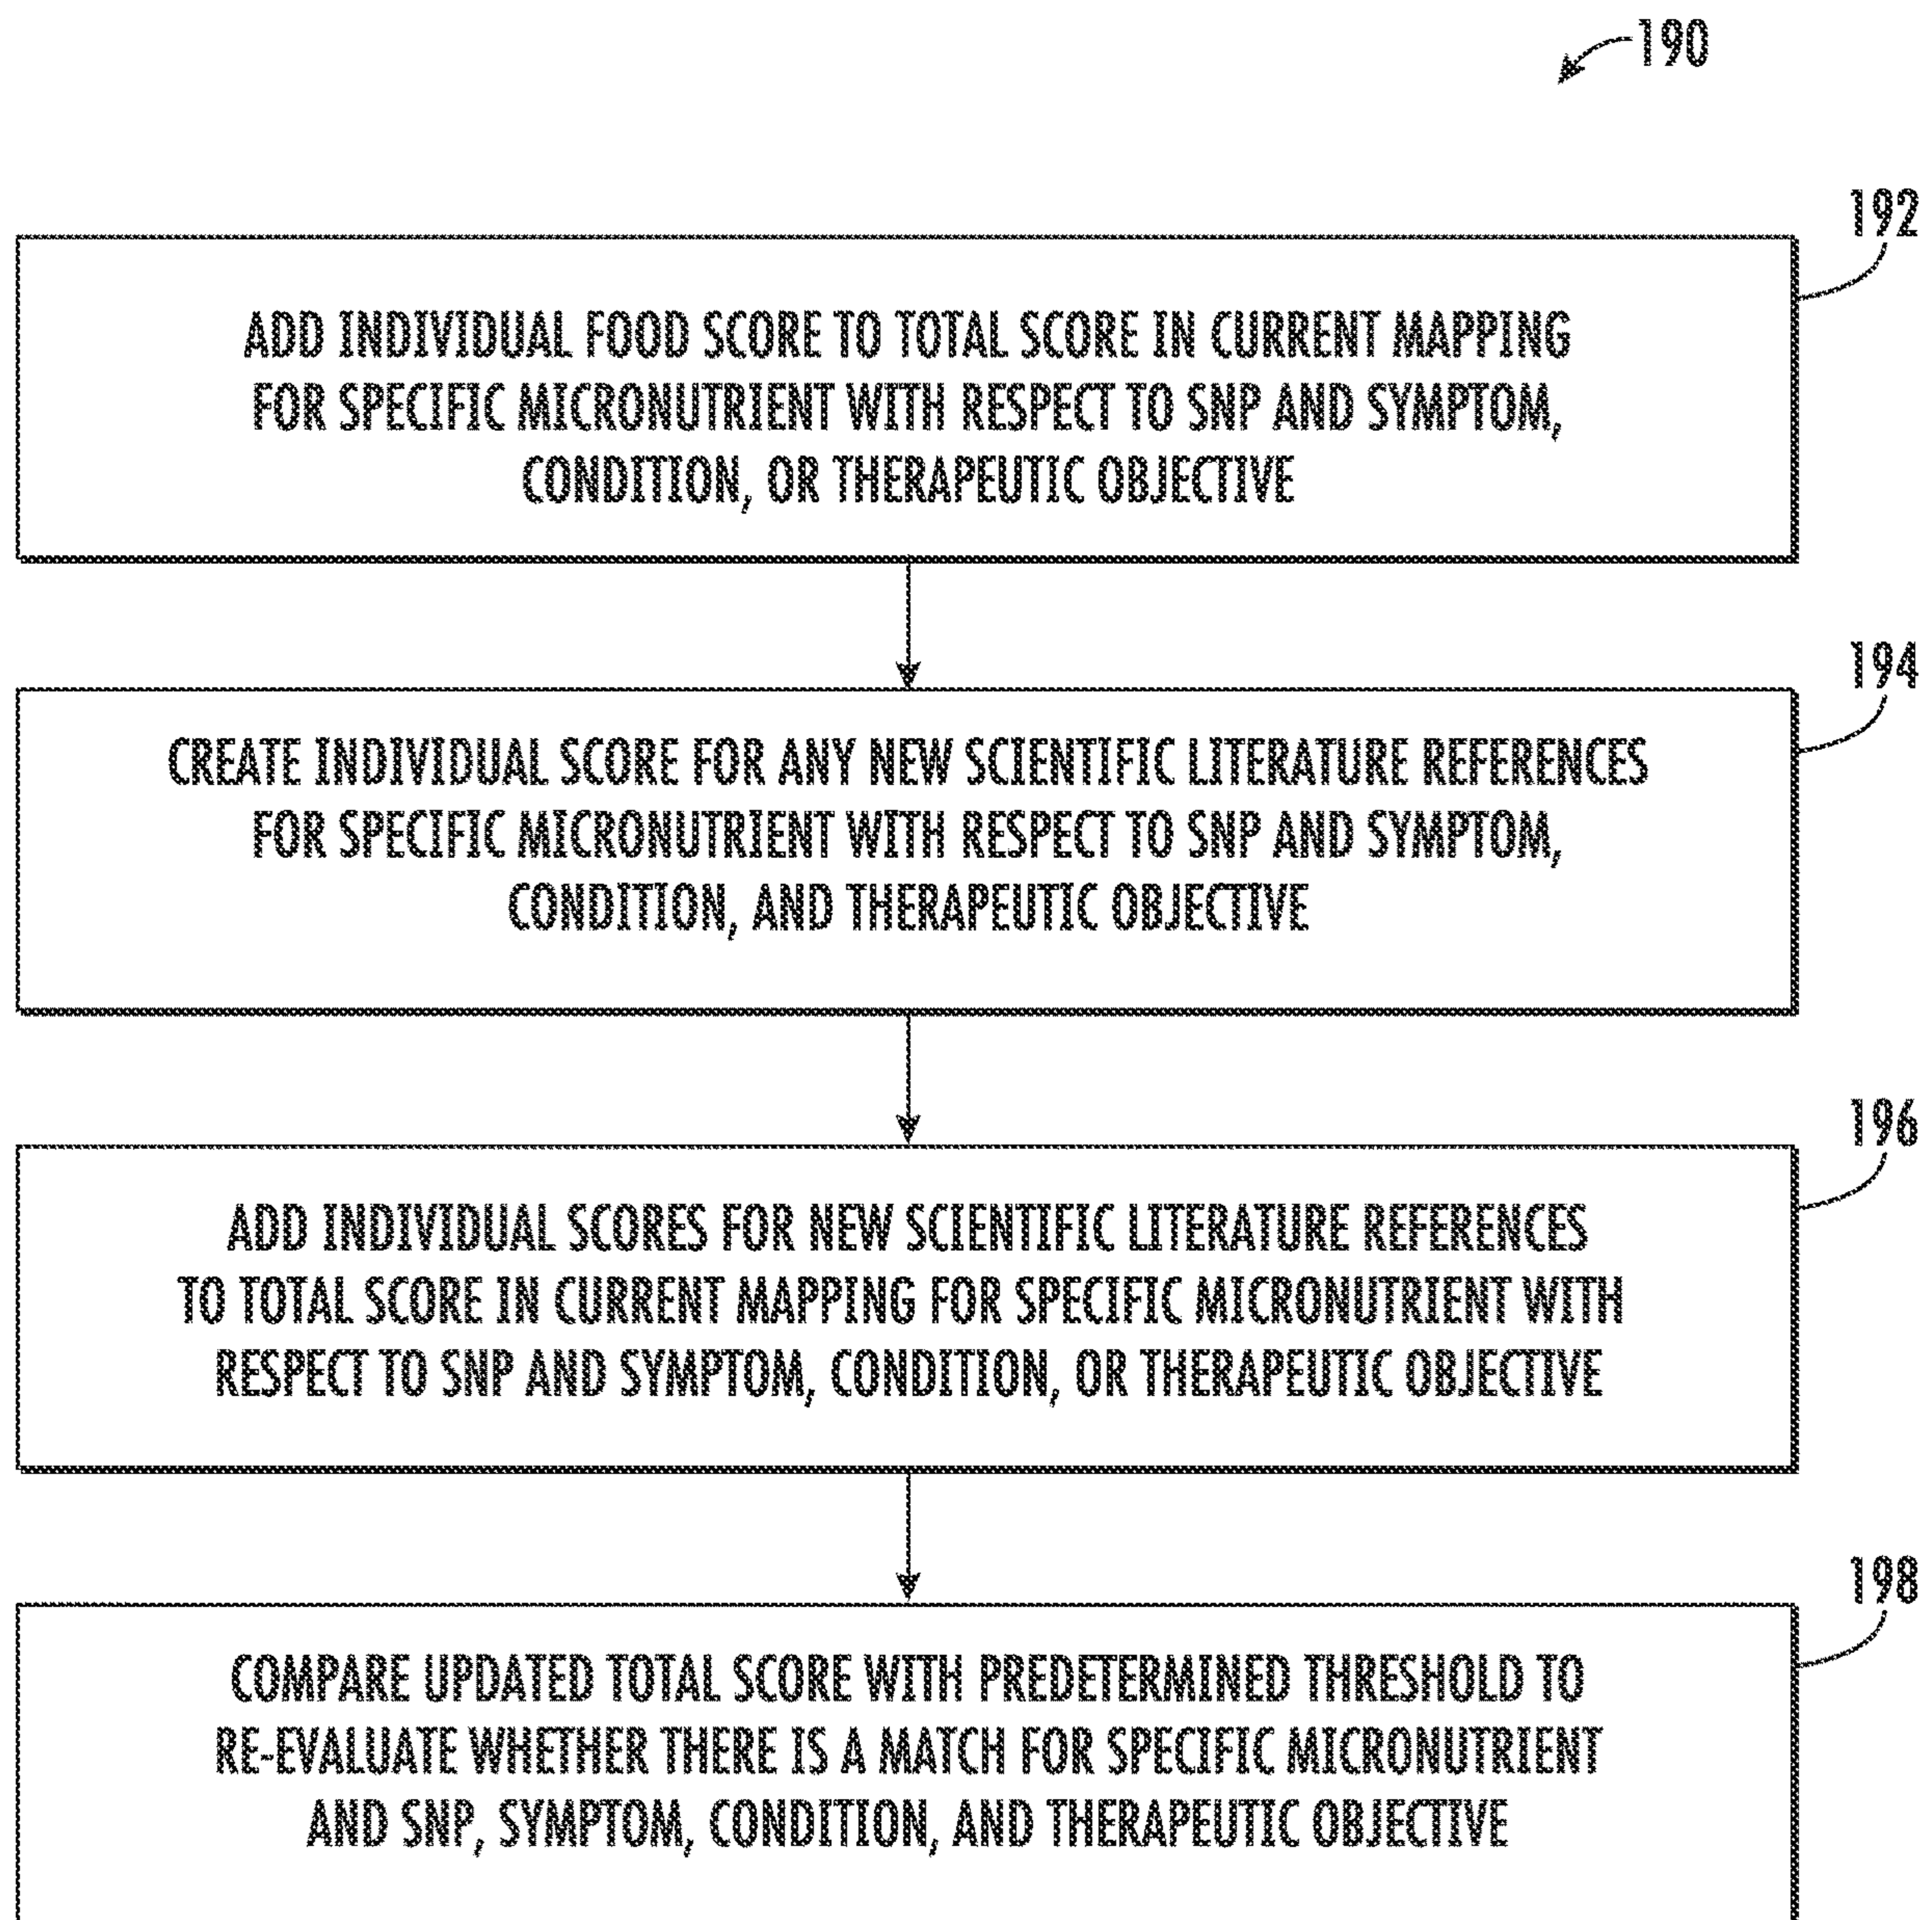 190
192
ADD INDIVIDUAL FOOD SCORE TO TOTAL SCORE IN CURRENT MAPPING
FOR SPECIFIC MICRONUTRIENT WITH RESPECT TO SNP AND SYMPTOM,
CONDITION, OR THERAPEUTIC OBJECTIVE
194
CREATE INDIVIDUAL SCORE FOR ANY NEW SCIENTIFIC LITERATURE REFERENCES
FOR SPECIFIC MICRONUTRIENT WITH RESPECT TO SNP AND SYMPTOM,
CONDITION, AND THERAPEUTIC OBJECTIVE
196
ADD INDIVIDUAL SCORES FOR NEW SCIENTIFIC LITERATURE REFERENCES
TO TOTAL SCORE IN CURRENT MAPPING FOR SPECIFIC MICRONUTRIENT WITH
RESPECT TO SNP AND SYMPTOM, CONDITION, OR THERAPEUTIC OBJECTIVE
198
COMPARE UPDATED TOTAL SCORE WITH PREDETERMINED THRESHOLD TO
RE-EVALUATE WHETHER THERE IS A MATCH FOR SPECIFIC MICRONUTRIENT
AND SNP, SYMPTOM, CONDITION, AND THERAPEUTIC OBJECTIVE